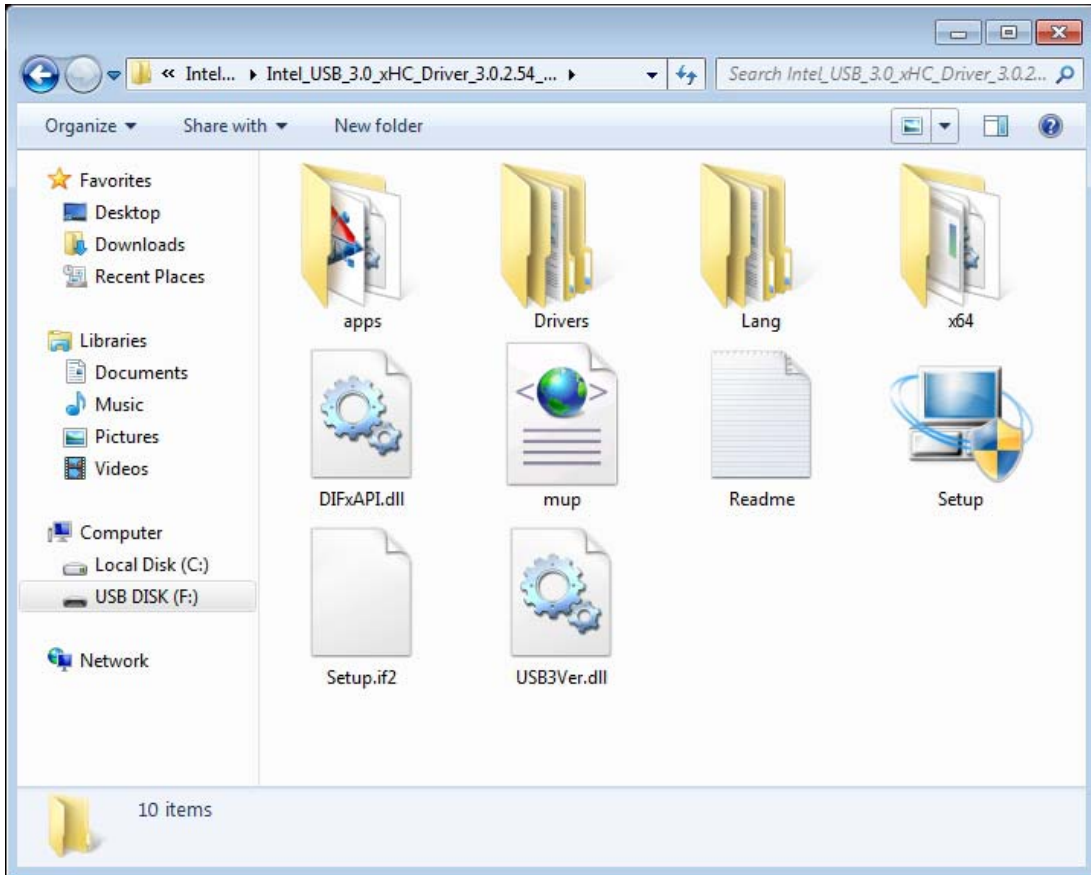 « Intel... ▸ Intel_USB_3.0_xHC_Driver_3.0.2.54_... ▸
Search Intel_USB_3.0_xHC_Driver_3.0.2...
Organize Share with New folder
Favorites
Desktop
Downloads
Recent Places
Libraries
Documents
Music
Pictures
Videos
Computer
Local Disk (C:)
USB DISK (F:)
Network
apps Drivers Lang x64
DIFxAPI.dll mup Readme Setup
Setup.if2 USB3Ver.dll
10 items